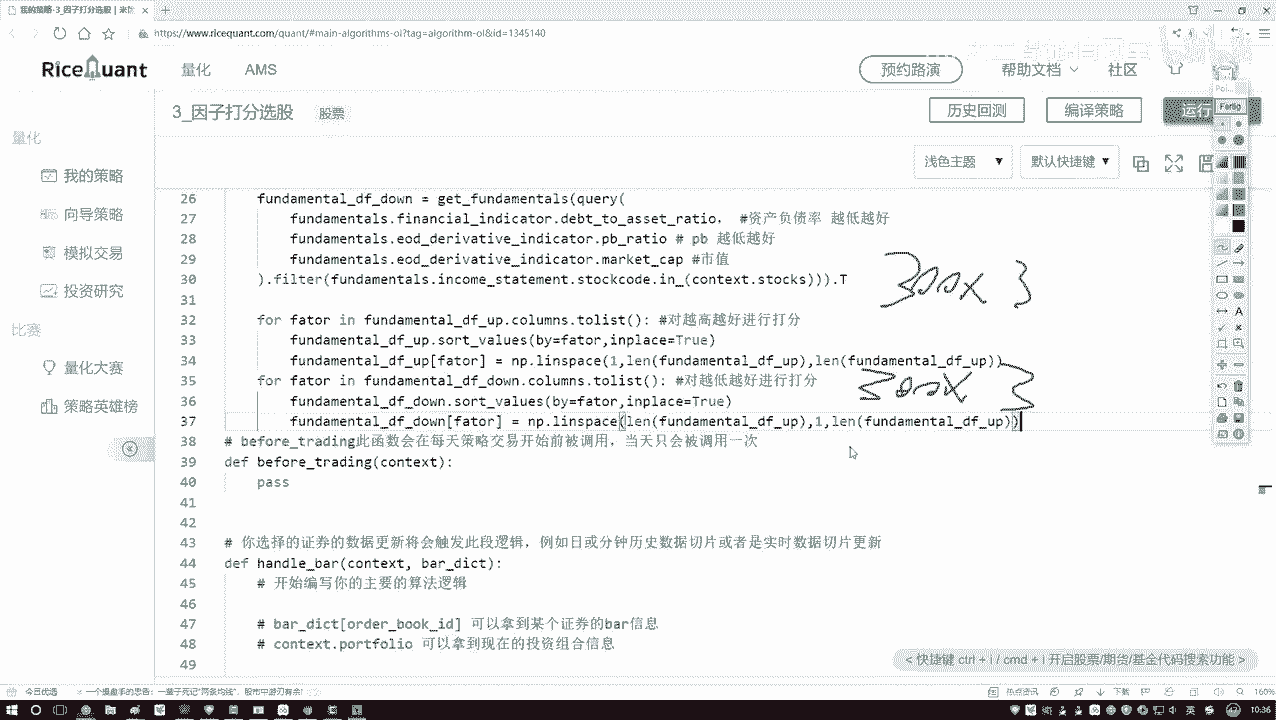 我的策略-3_因子打分选股 | 米筐
https://www.ricequant.com/quant/#main-algorithms-ol?tag=algorithm-ol&id=1345140
RiceQuant 量化 AMS 预约路演 帮助文档 社区
3_因子打分选股 股票 历史回测 编译策略 运行
Fertig
量化
我的策略
向导策略
模拟交易
投资研究
比赛
量化大赛
策略英雄榜
浅色主题 默认快捷键
26 fundamental_df_down = get_fundamentals(query(
27 fundamentals.financial_indicator.debt_to_asset_ratio, #资产负债率 越低越好
28 fundamentals.eod_derivative_indicator.pb_ratio # pb 越低越好
29 fundamentals.eod_derivative_indicator.market_cap #市值
30 ).filter(fundamentals.income_statement.stockcode.in_(context.stocks))).T
300X 3
31
32 for fator in fundamental_df_up.columns.tolist(): #对越高越好进行打分
33 fundamental_df_up.sort_values(by=fator,inplace=True)
34 fundamental_df_up[fator] = np.linspace(1,len(fundamental_df_up),len(fundamental_df_up))
35 for fator in fundamental_df_down.columns.tolist(): #对越低越好进行打分
300X 3
36 fundamental_df_down.sort_values(by=fator,inplace=True)
37 fundamental_df_down[fator] = np.linspace(len(fundamental_df_up),1,len(fundamental_df_up))
38 # before_trading此函数会在每天策略交易开始前被调用，当天只会被调用一次
39 def before_trading(context):
40 pass
41
42
43 # 你选择的证券的数据更新将会触发此段逻辑，例如日或分钟历史数据切片或者是实时数据切片更新
44 def handle_bar(context, bar_dict):
45 # 开始编写你的主要的算法逻辑
46
47 # bar_dict[order_book_id] 可以拿到某个证券的bar信息
48 # context.portfolio 可以拿到现在的投资组合信息
49
< 快捷键 ctrl + i / cmd + i 开启股票/期货/基金代码搜索功能 >
今日优选 热点资讯 下载 160%
英 10:36